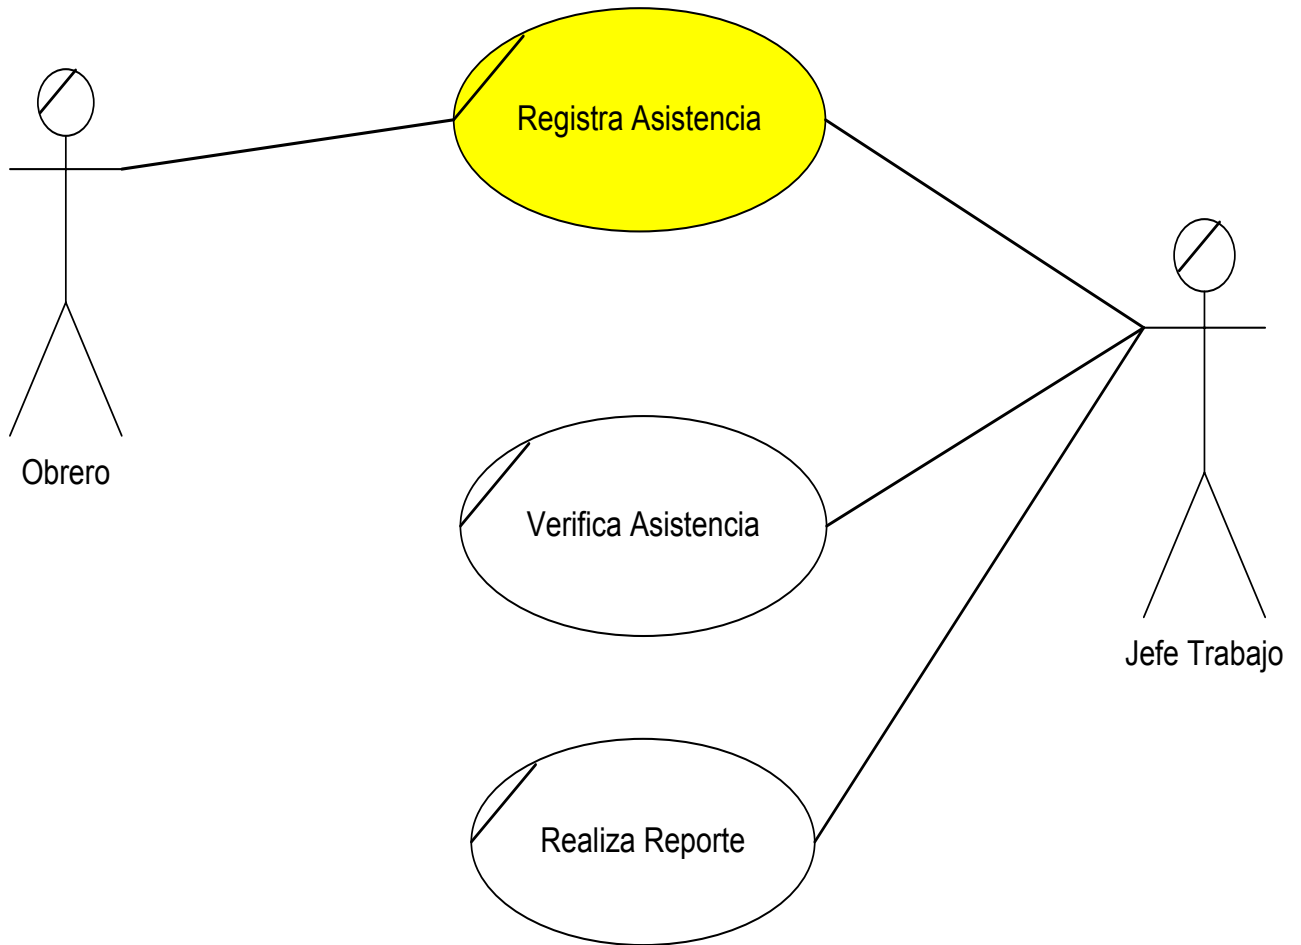 Registra Asistencia
Obrero
Verifica Asistencia
Jefe Trabajo
Realiza Reporte